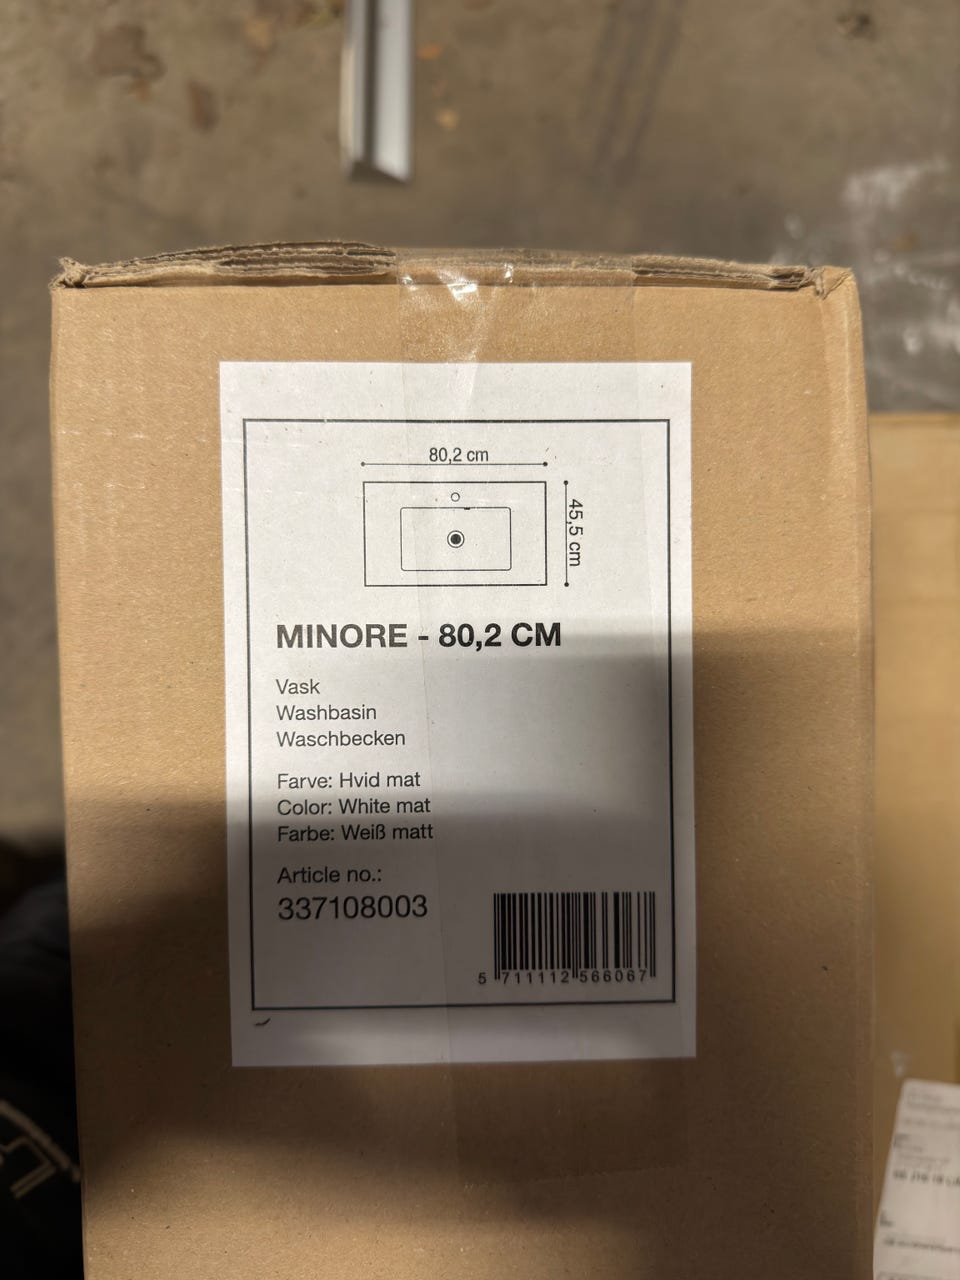 80,2 cm
45,5 cm
MINORE - 80,2 CM
Vask
Washbasin
Waschbecken
Farve: Hvid mat
Color: White mat
Farbe: Weiß matt
Article no.:
337108003
5 711112 566067